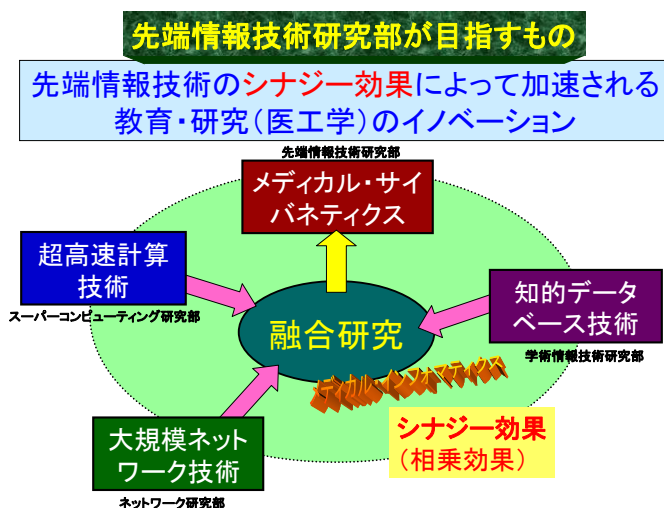 先端情報技術研究部が目指すもの
先端情報技術のシナジー効果によって加速される
教育・研究(医工学)のイノベーション
先端情報技術研究部
メディカル・サイ
バネティクス
超高速計算
技術
スーパーコンピューティング研究部
知的データ
ベース技術
学術情報技術研究部
融合研究
ディカル・インフォマティクス
シナジー効果
(相乗効果)
大規模ネット
ワーク技術
ネットワーク研究部